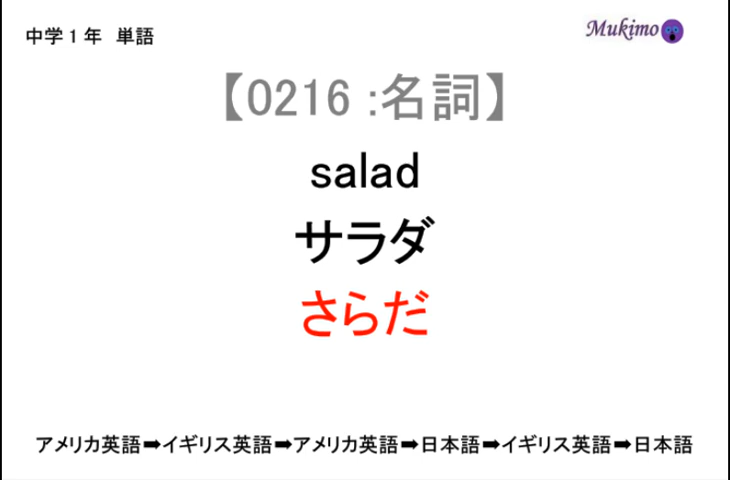 中学1年 単語
Mukimo
【0216 :名詞】
salad
サラダ
さらだ
アメリカ英語➡イギリス英語➡アメリカ英語➡日本語➡イギリス英語➡日本語